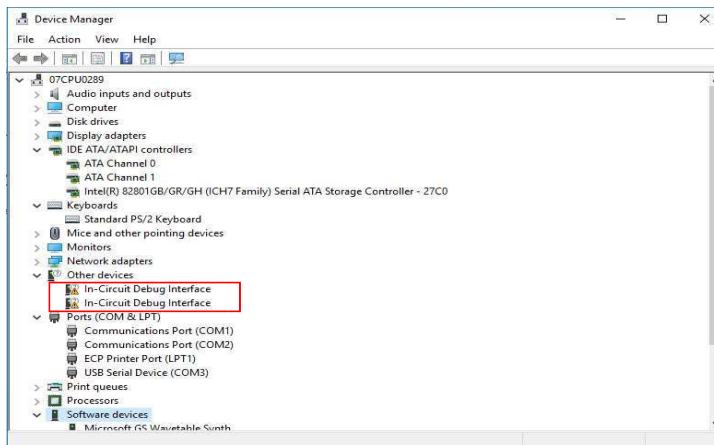 Device Manager
File Action View Help
07CPU0289
Audio inputs and outputs
Computer
Disk drives
Display adapters
IDE ATA/ATAPI controllers
ATA Channel 0
ATA Channel 1
Intel(R) 82801GB/GR/GH (ICH7 Family) Serial ATA Storage Controller - 27C0
Keyboards
Standard PS/2 Keyboard
Mice and other pointing devices
Monitors
Network adapters
Other devices
In-Circuit Debug Interface
In-Circuit Debug Interface
Ports (COM & LPT)
Communications Port (COM1)
Communications Port (COM2)
ECP Printer Port (LPT1)
USB Serial Device (COM3)
Print queues
Processors
Software devices
Microsoft GS Wavetable Synth